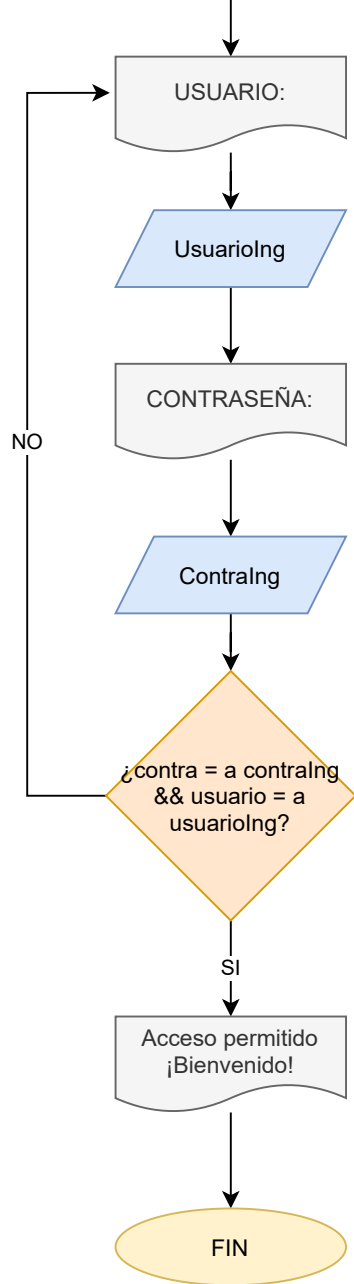 USUARIO:
UsuarioIng
CONTRASEÑA:
NO
ContraIng
¿contra = a contraIng
&& usuario = a
usuarioIng?
SI
Acceso permitido
¡Bienvenido!
FIN